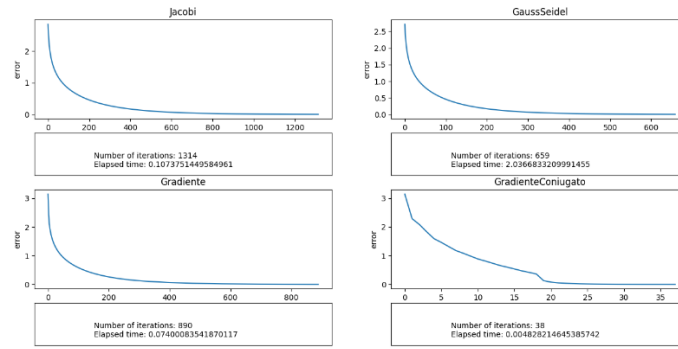 Jacobi
error
2
1
0
0 200 400 600 800 1000 1200
Number of iterations: 1314
Elapsed time: 0.1073751449584961
GaussSeidel
error
2.5
2.0
1.5
1.0
0.5
0.0
0 100 200 300 400 500 600
Number of iterations: 659
Elapsed time: 2.0366833209991455
Gradiente
error
3
2
1
0
0 200 400 600 800
Number of iterations: 890
Elapsed time: 0.07400083541870117
GradienteConiugato
error
3
2
1
0
0 5 10 15 20 25 30 35
Number of iterations: 38
Elapsed time: 0.004828214645385742